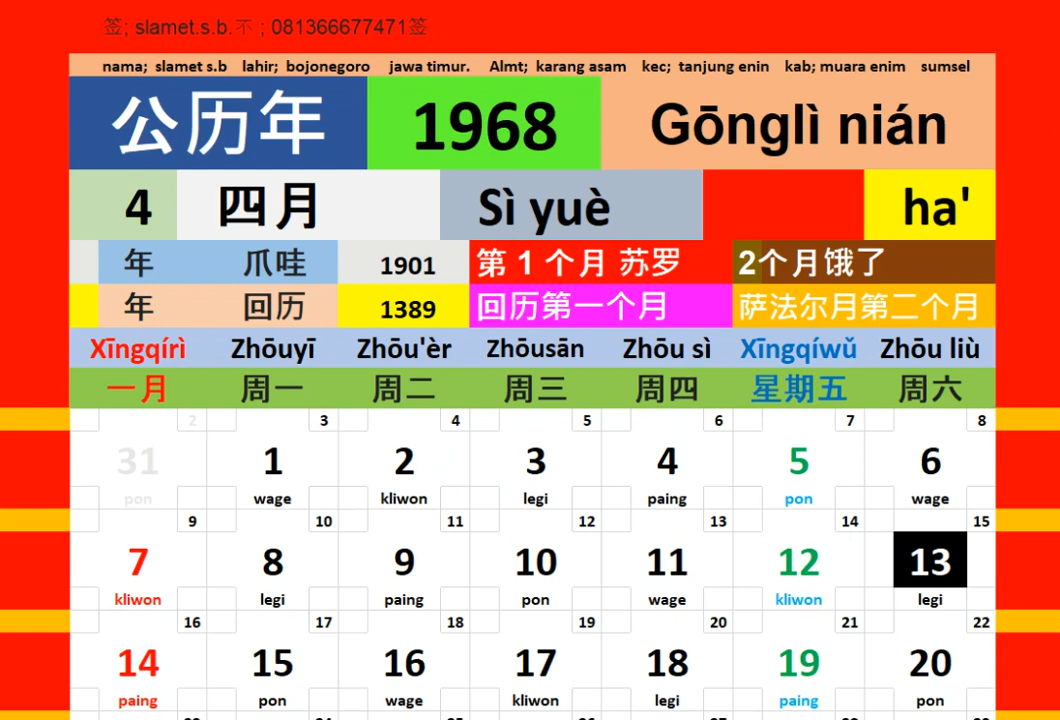 签; slamet.s.b.不 ; 081366677471签
nama; slamet s.b lahir; bojonegoro jawa timur. Almt; karang asam kec; tanjung enin kab; muara enim sumsel
公历年 1968 Gōnglì nián
4 四月 Sì yuè ha'
年 爪哇 1901 第 1 个月 苏罗 2个月饿了
年 回历 1389 回历第一个月 萨法尔月第二个月
Xīngqírì Zhōuyī Zhōu'èr Zhōusān Zhōu sì Xīngqíwǔ Zhōu liù
一月 周一 周二 周三 周四 星期五 周六
2 3 4 5 6 7 8
31 1 2 3 4 5 6
pon wage kliwon legi paing pon wage
9 10 11 12 13 14 15
7 8 9 10 11 12 13
kliwon legi paing pon wage kliwon legi
16 17 18 19 20 21 22
14 15 16 17 18 19 20
paing pon wage kliwon legi paing pon